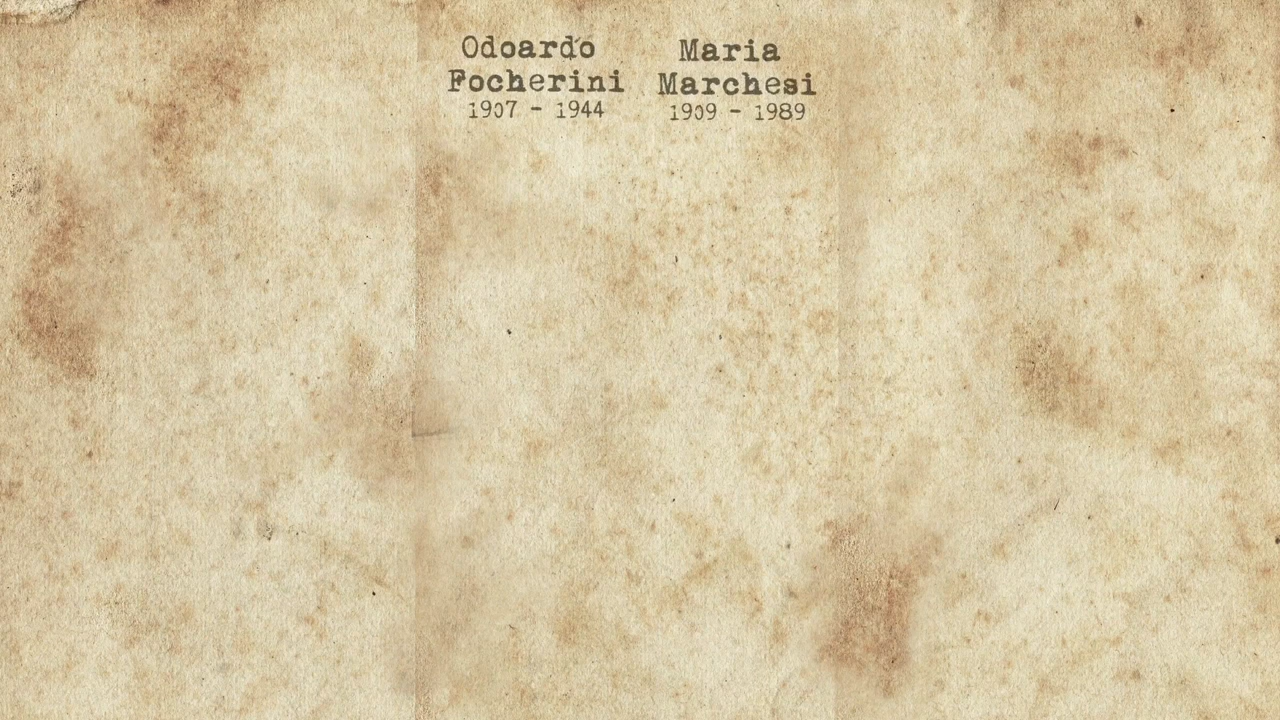 Odoardo
Focherini
1907 - 1944
Maria
Marchesi
1909 - 1989